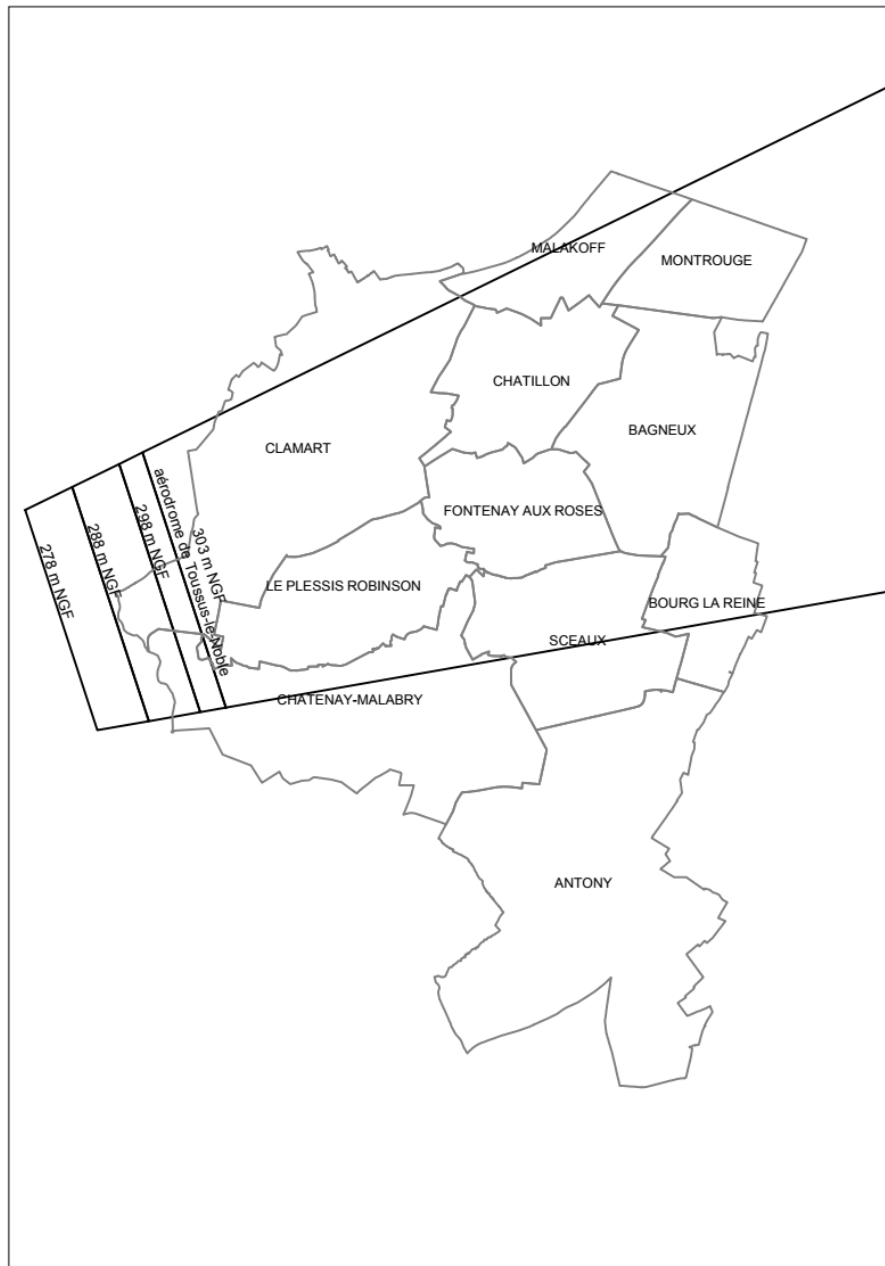 MALAKOFF
MONTROUGE
CHATILLON
BAGNEUX
CLAMART
FONTENAY AUX ROSES
aérodrome de Toussus-le-Noble
303 m NGF
298 m NGF
288 m NGF
278 m NGF
LE PLESSIS ROBINSON
BOURG LA REINE
SCEAUX
CHATENAY-MALABRY
ANTONY